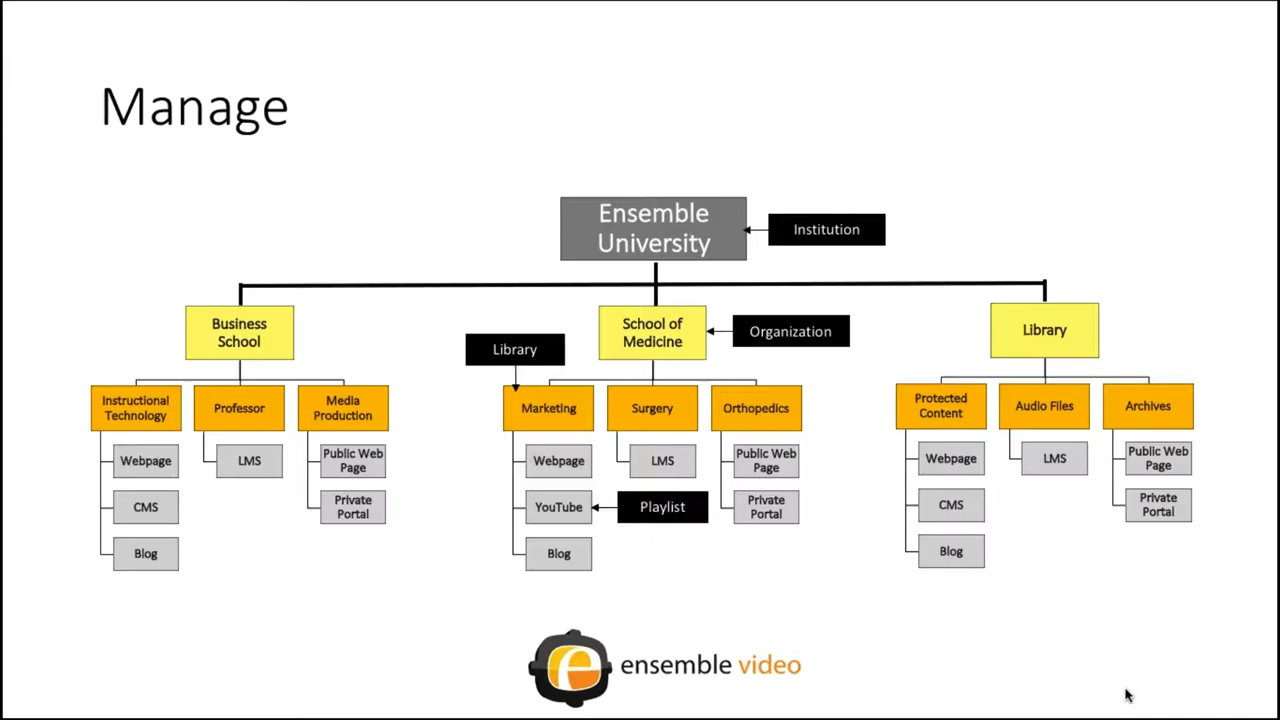 Manage
Ensemble
University
Institution
Business
School
School of
Medicine
Organization
Library
Library
Instructional
Technology
Professor
Media
Production
Marketing
Surgery
Orthopedics
Protected
Content
Audio Files
Archives
Webpage
LMS
Public Web
Page
Webpage
LMS
Public Web
Page
Webpage
LMS
Public Web
Page
CMS
Private
Portal
YouTube
Playlist
Private
Portal
CMS
Private
Portal
Blog
Blog
Blog
ensemble video